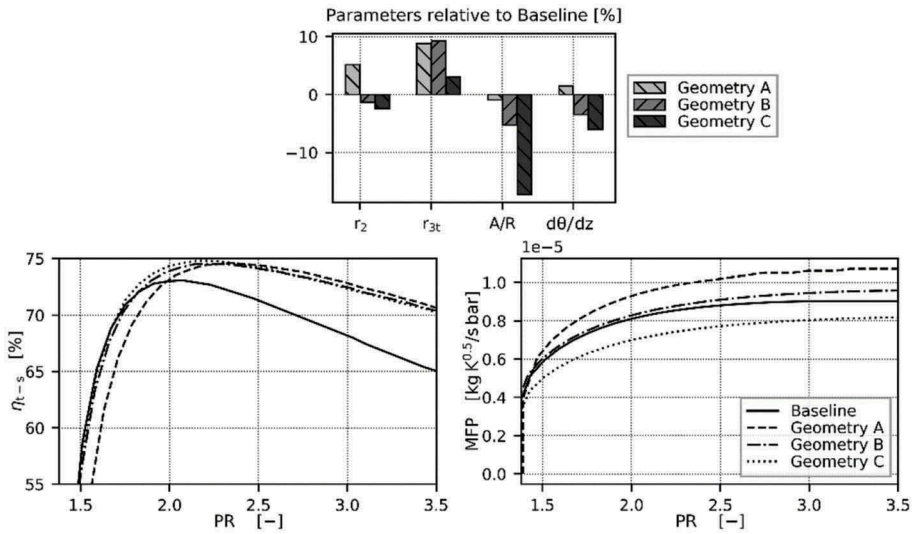 Parameters relative to Baseline [%]
10
0
−10
r₂
r₃ₜ
A/R
dθ/dz
Geometry A
Geometry B
Geometry C
75
70
65
60
55
ηₜ₋ₛ [%]
1.5
2.0
2.5
3.0
3.5
PR [−]
1e−5
1.0
0.8
0.6
0.4
0.2
0.0
MFP [kg K⁰·⁵/s bar]
Baseline
Geometry A
Geometry B
Geometry C
1.5
2.0
2.5
3.0
3.5
PR [−]